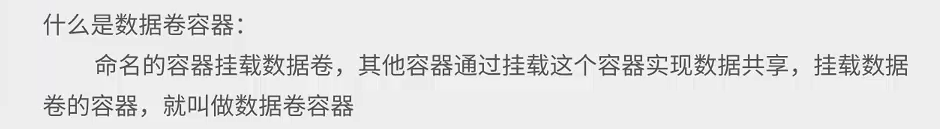 什么是数据卷容器：
命名的容器挂载数据卷，其他容器通过挂载这个容器实现数据共享，挂载数据
卷的容器，就叫做数据卷容器